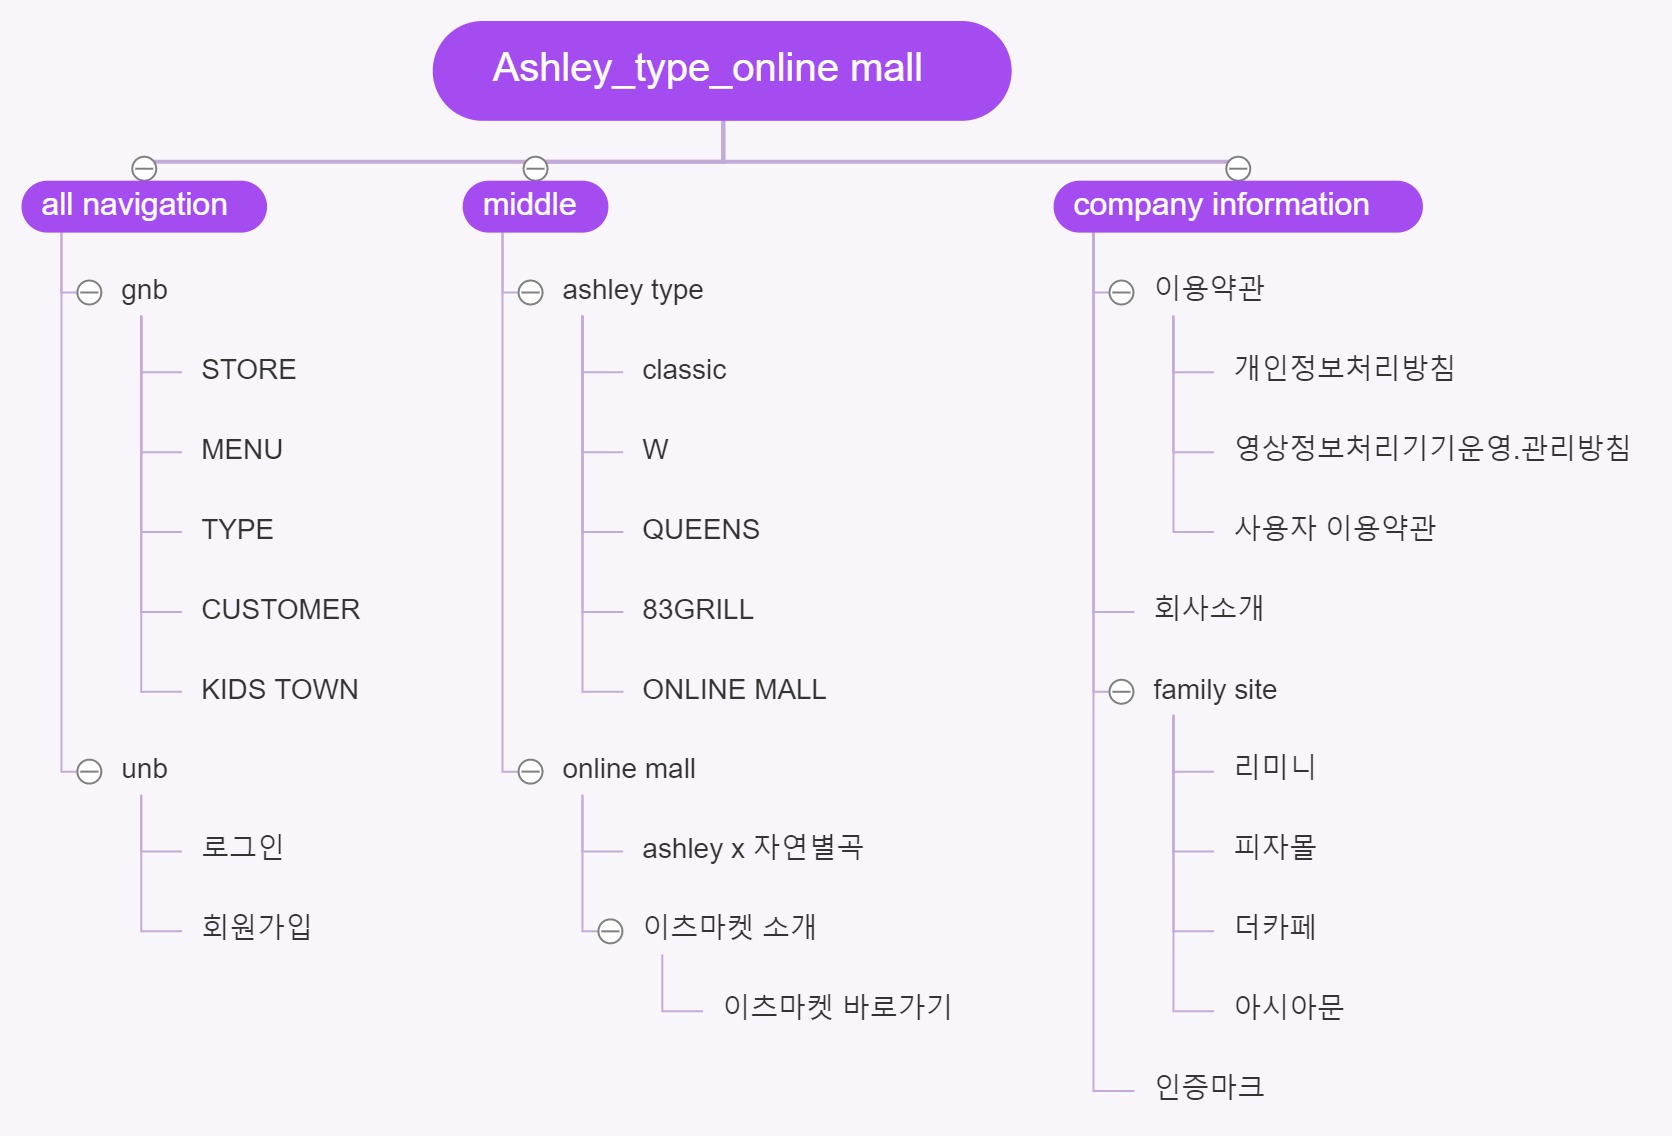 Ashley_type_online mall
all navigation
gnb
STORE
MENU
TYPE
CUSTOMER
KIDS TOWN
unb
로그인
회원가입
middle
ashley type
classic
W
QUEENS
83GRILL
ONLINE MALL
online mall
ashley x 자연별곡
이츠마켓 소개
이츠마켓 바로가기
company information
이용약관
개인정보처리방침
영상정보처리기기운영.관리방침
사용자 이용약관
회사소개
family site
리미니
피자몰
더카페
아시아문
인증마크